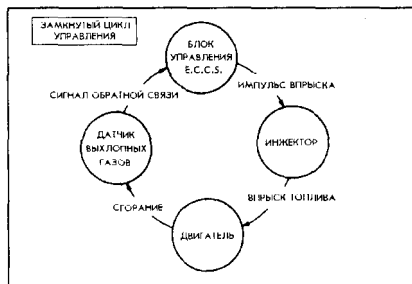 ЗАМКНУТЫЙ ЦИКЛ
УПРАВЛЕНИЯ
БЛОК
УПРАВЛЕНИЯ
E.C.C.S.
СИГНАЛ ОБРАТНОЙ СВЯЗИ
ИМПУЛЬС ВПРЫСКА
ДАТЧИК
ВЫХЛОПНЫХ
ГАЗОВ
ИНЖЕКТОР
СГОРАНИЕ
ВПРЫСК ТОПЛИВА
ДВИГАТЕЛЬ